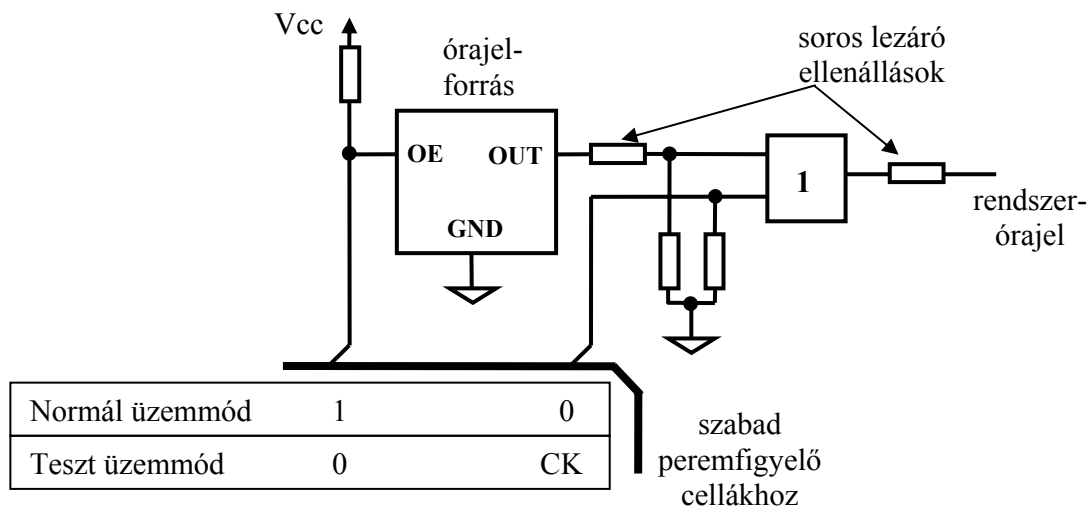 Vcc
órajel-
forrás
soros lezáró
ellenállások
OE
OUT
GND
1
rendszer-
órajel
Normál üzemmód 1 0
Teszt üzemmód 0 CK
szabad
peremfigyelő
cellákhoz